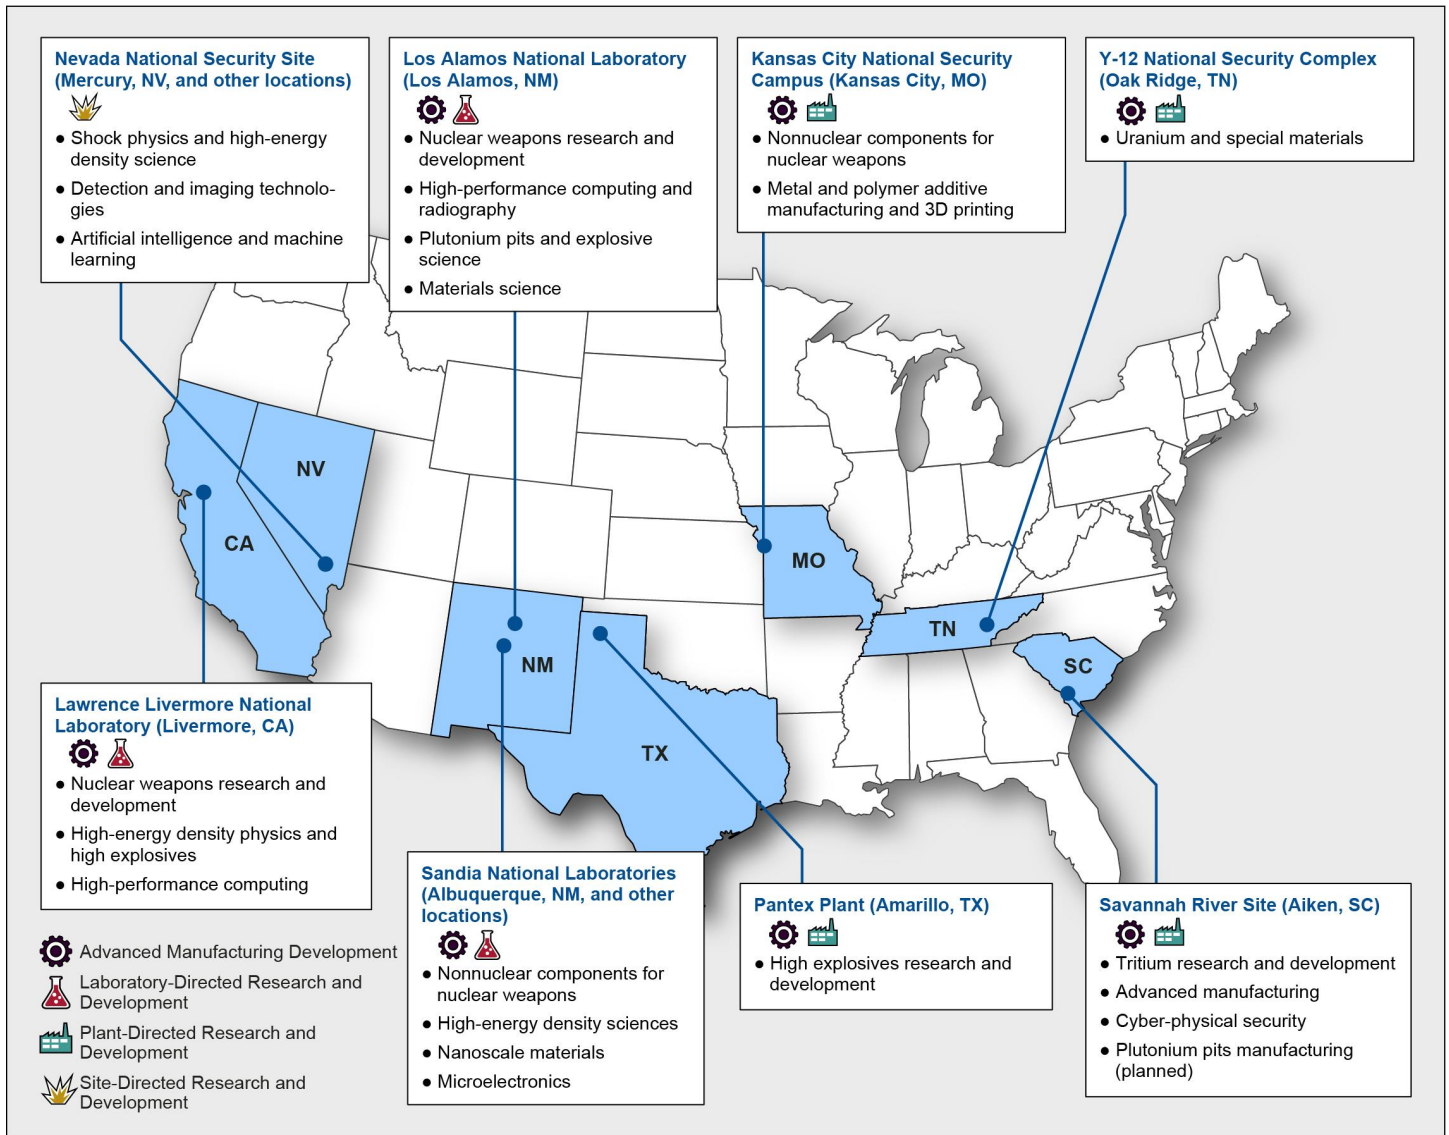 Nevada National Security Site
(Mercury, NV, and other locations)
● Shock physics and high-energy
density science
● Detection and imaging technolo-
gies
● Artificial intelligence and machine
learning
Los Alamos National Laboratory
(Los Alamos, NM)
● Nuclear weapons research and
development
● High-performance computing and
radiography
● Plutonium pits and explosive
science
● Materials science
Kansas City National Security
Campus (Kansas City, MO)
● Nonnuclear components for
nuclear weapons
● Metal and polymer additive
manufacturing and 3D printing
Y-12 National Security Complex
(Oak Ridge, TN)
● Uranium and special materials
NV
CA
MO
TN
NM
SC
TX
Lawrence Livermore National
Laboratory (Livermore, CA)
● Nuclear weapons research and
development
● High-energy density physics and
high explosives
● High-performance computing
Sandia National Laboratories
(Albuquerque, NM, and other
locations)
● Nonnuclear components for
nuclear weapons
● High-energy density sciences
● Nanoscale materials
● Microelectronics
Pantex Plant (Amarillo, TX)
● High explosives research and
development
Savannah River Site (Aiken, SC)
● Tritium research and development
● Advanced manufacturing
● Cyber-physical security
● Plutonium pits manufacturing
(planned)
Advanced Manufacturing Development
Laboratory-Directed Research and
Development
Plant-Directed Research and
Development
Site-Directed Research and
Development